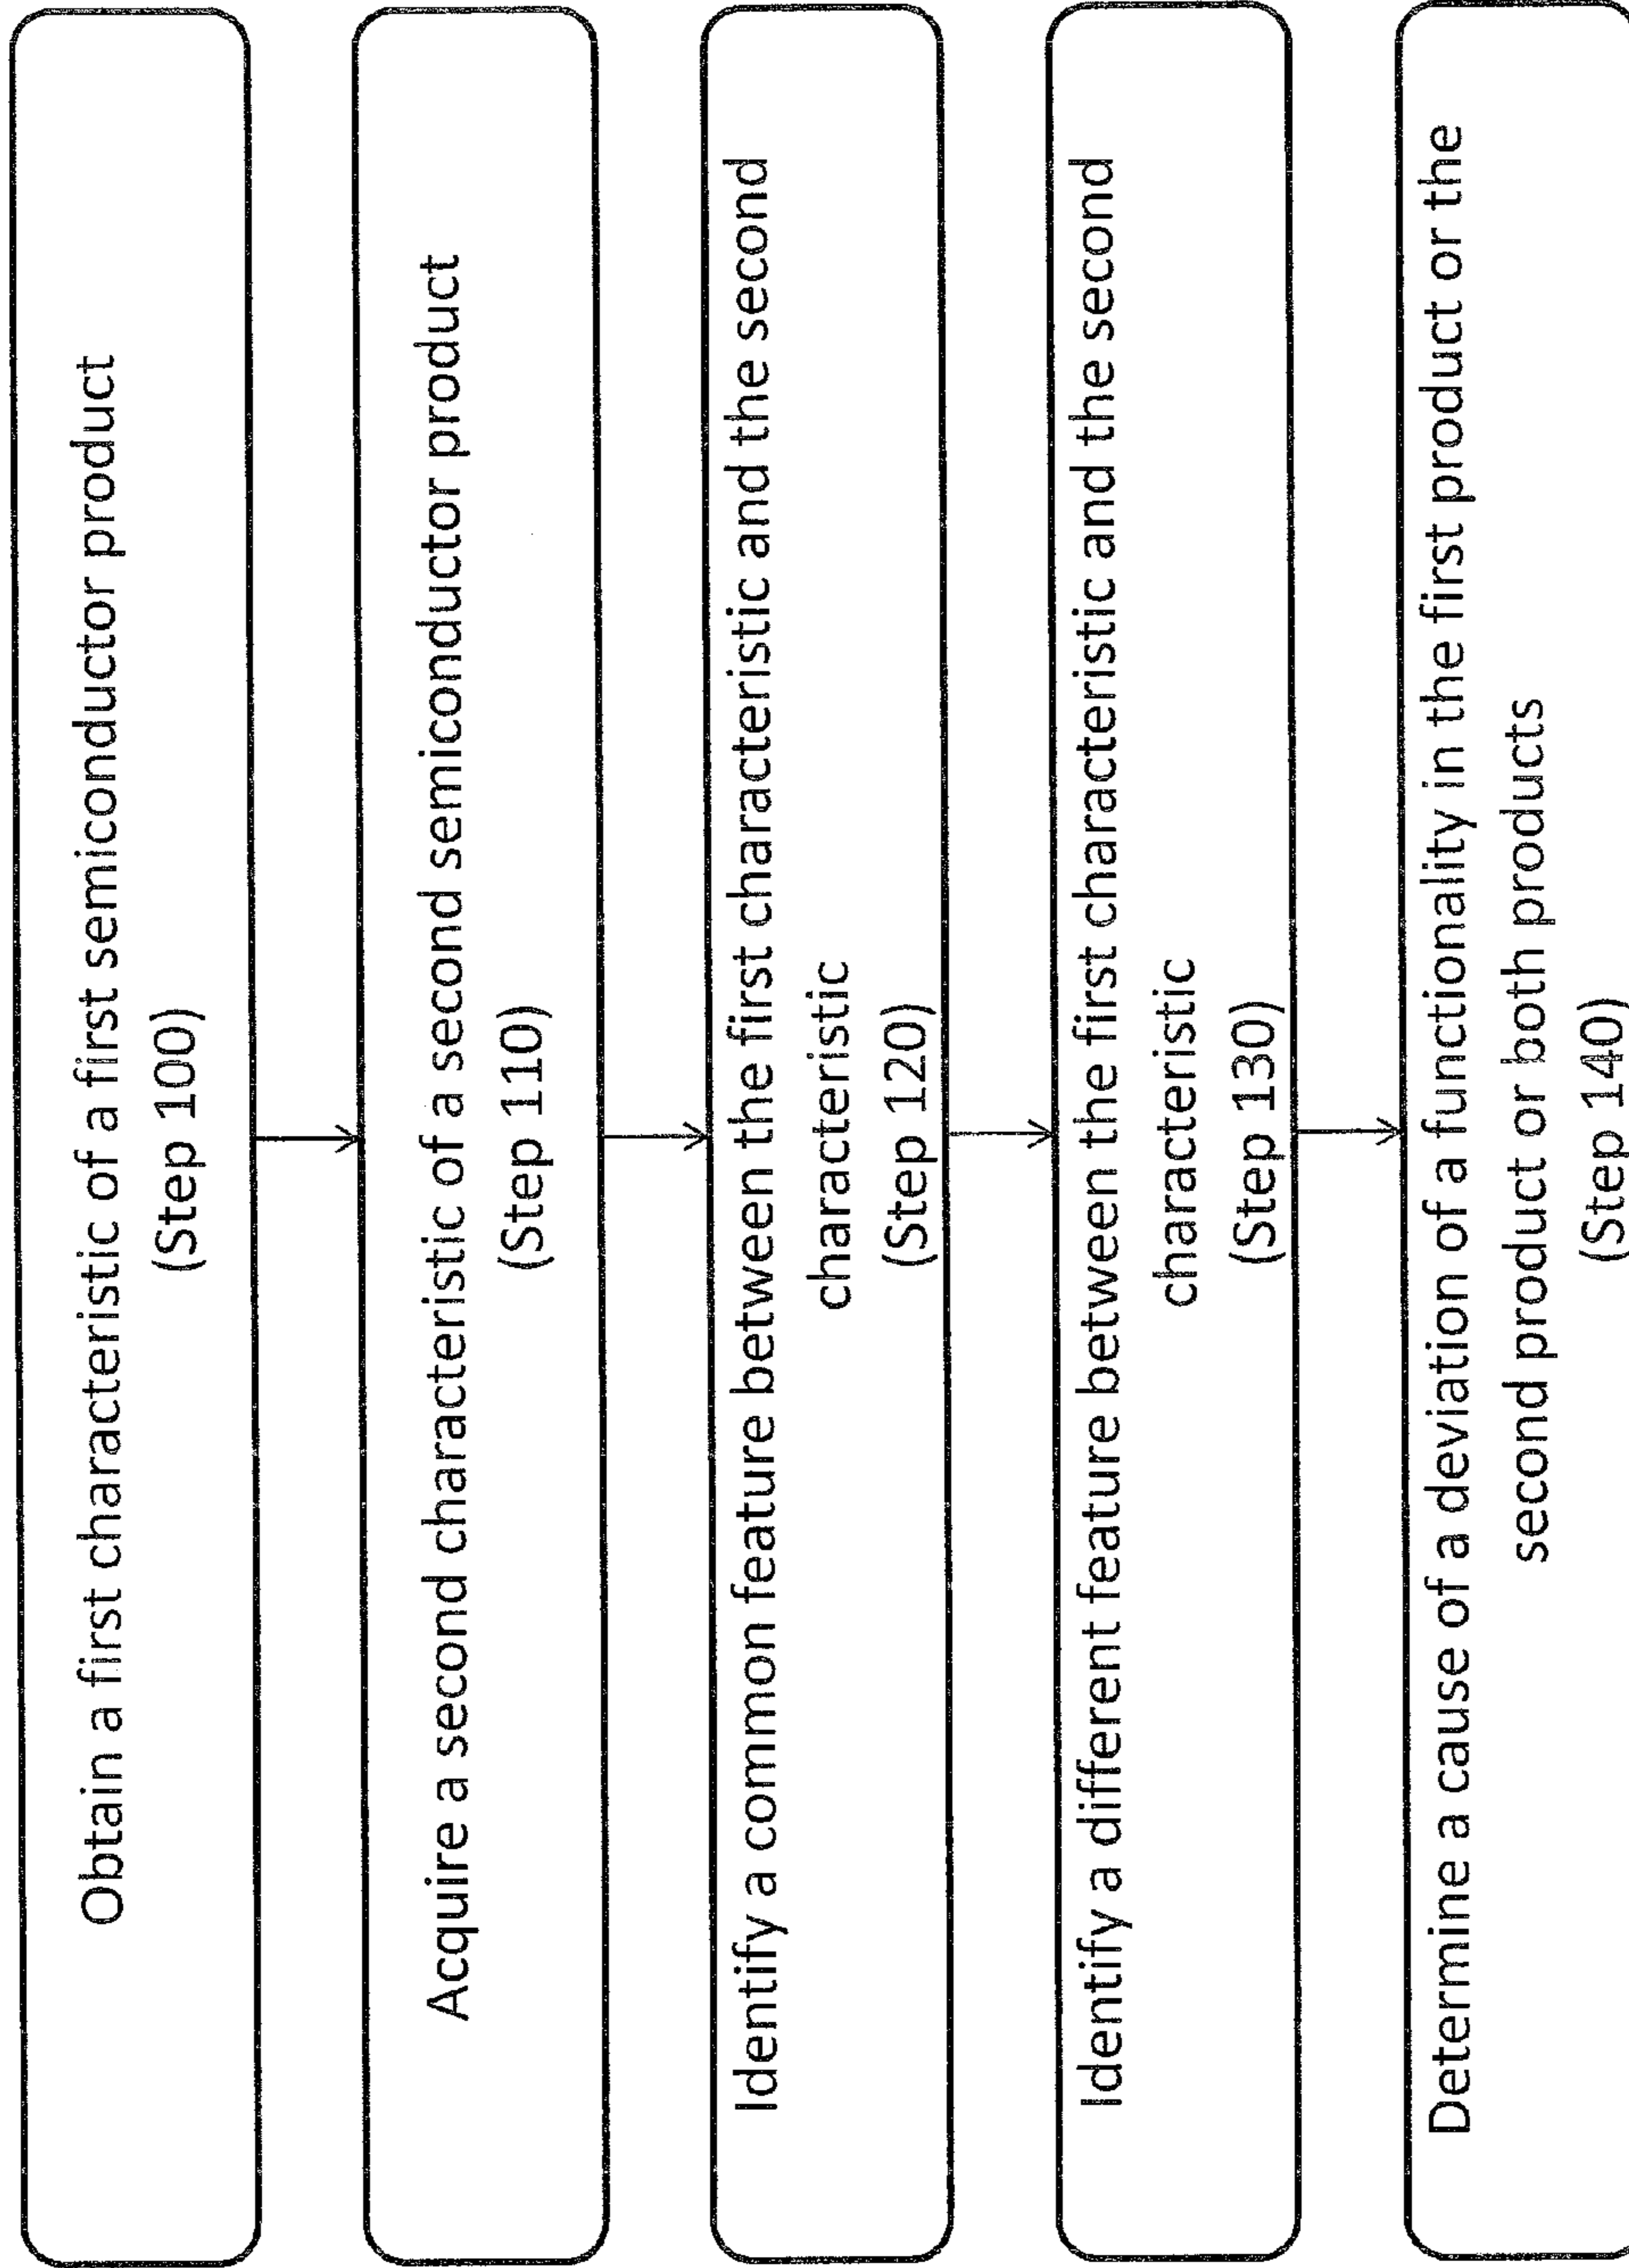 Obtain a first characteristic of a first semiconductor product
(Step 100)
Acquire a second characteristic of a second semiconductor product
(Step 110)
Identify a common feature between the first characteristic and the second
characteristic
(Step 120)
Identify a different feature between the first characteristic and the second
characteristic
(Step 130)
Determine a cause of a deviation of a functionality in the first product or the
second product or both products
(Step 140)